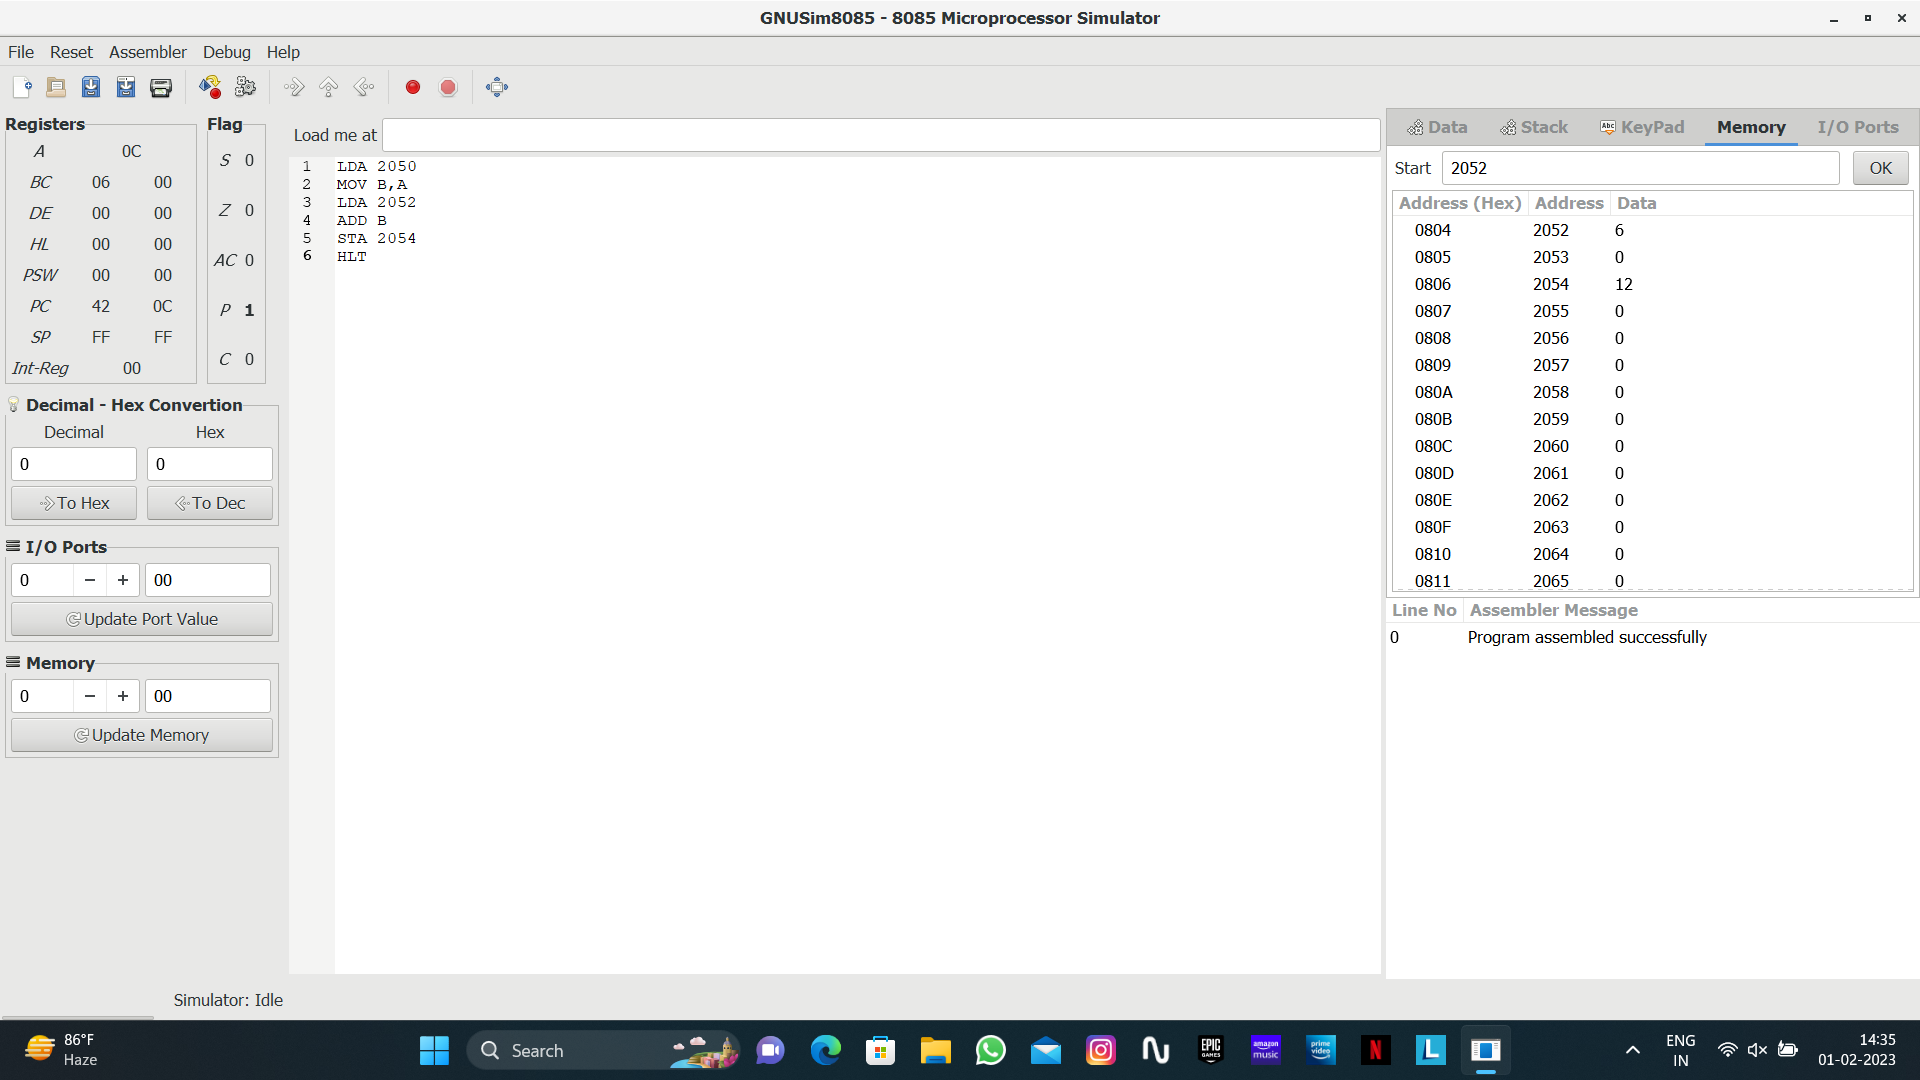 GNUSim8085 - 8085 Microprocessor Simulator
File Reset Assembler Debug Help
Registers
A 0C
BC 06 00
DE 00 00
HL 00 00
PSW 00 00
PC 42 0C
SP FF FF
Int-Reg 00
Flag
S 0
Z 0
AC 0
P 1
C 0
Decimal - Hex Convertion
Decimal Hex
0 0
To Hex To Dec
I/O Ports
0 − + 00
Update Port Value
Memory
0 − + 00
Update Memory
Load me at
1 LDA 2050
2 MOV B,A
3 LDA 2052
4 ADD B
5 STA 2054
6 HLT
Data Stack Abc KeyPad Memory I/O Ports
Start 2052 OK
Address (Hex) Address Data
0804 2052 6
0805 2053 0
0806 2054 12
0807 2055 0
0808 2056 0
0809 2057 0
080A 2058 0
080B 2059 0
080C 2060 0
080D 2061 0
080E 2062 0
080F 2063 0
0810 2064 0
0811 2065 0
Line No Assembler Message
0 Program assembled successfully
Simulator: Idle
86°F
Haze
Search
EPIC
GAMES
amazon
music
prime
video
N
L
ENG
IN
14:35
01-02-2023